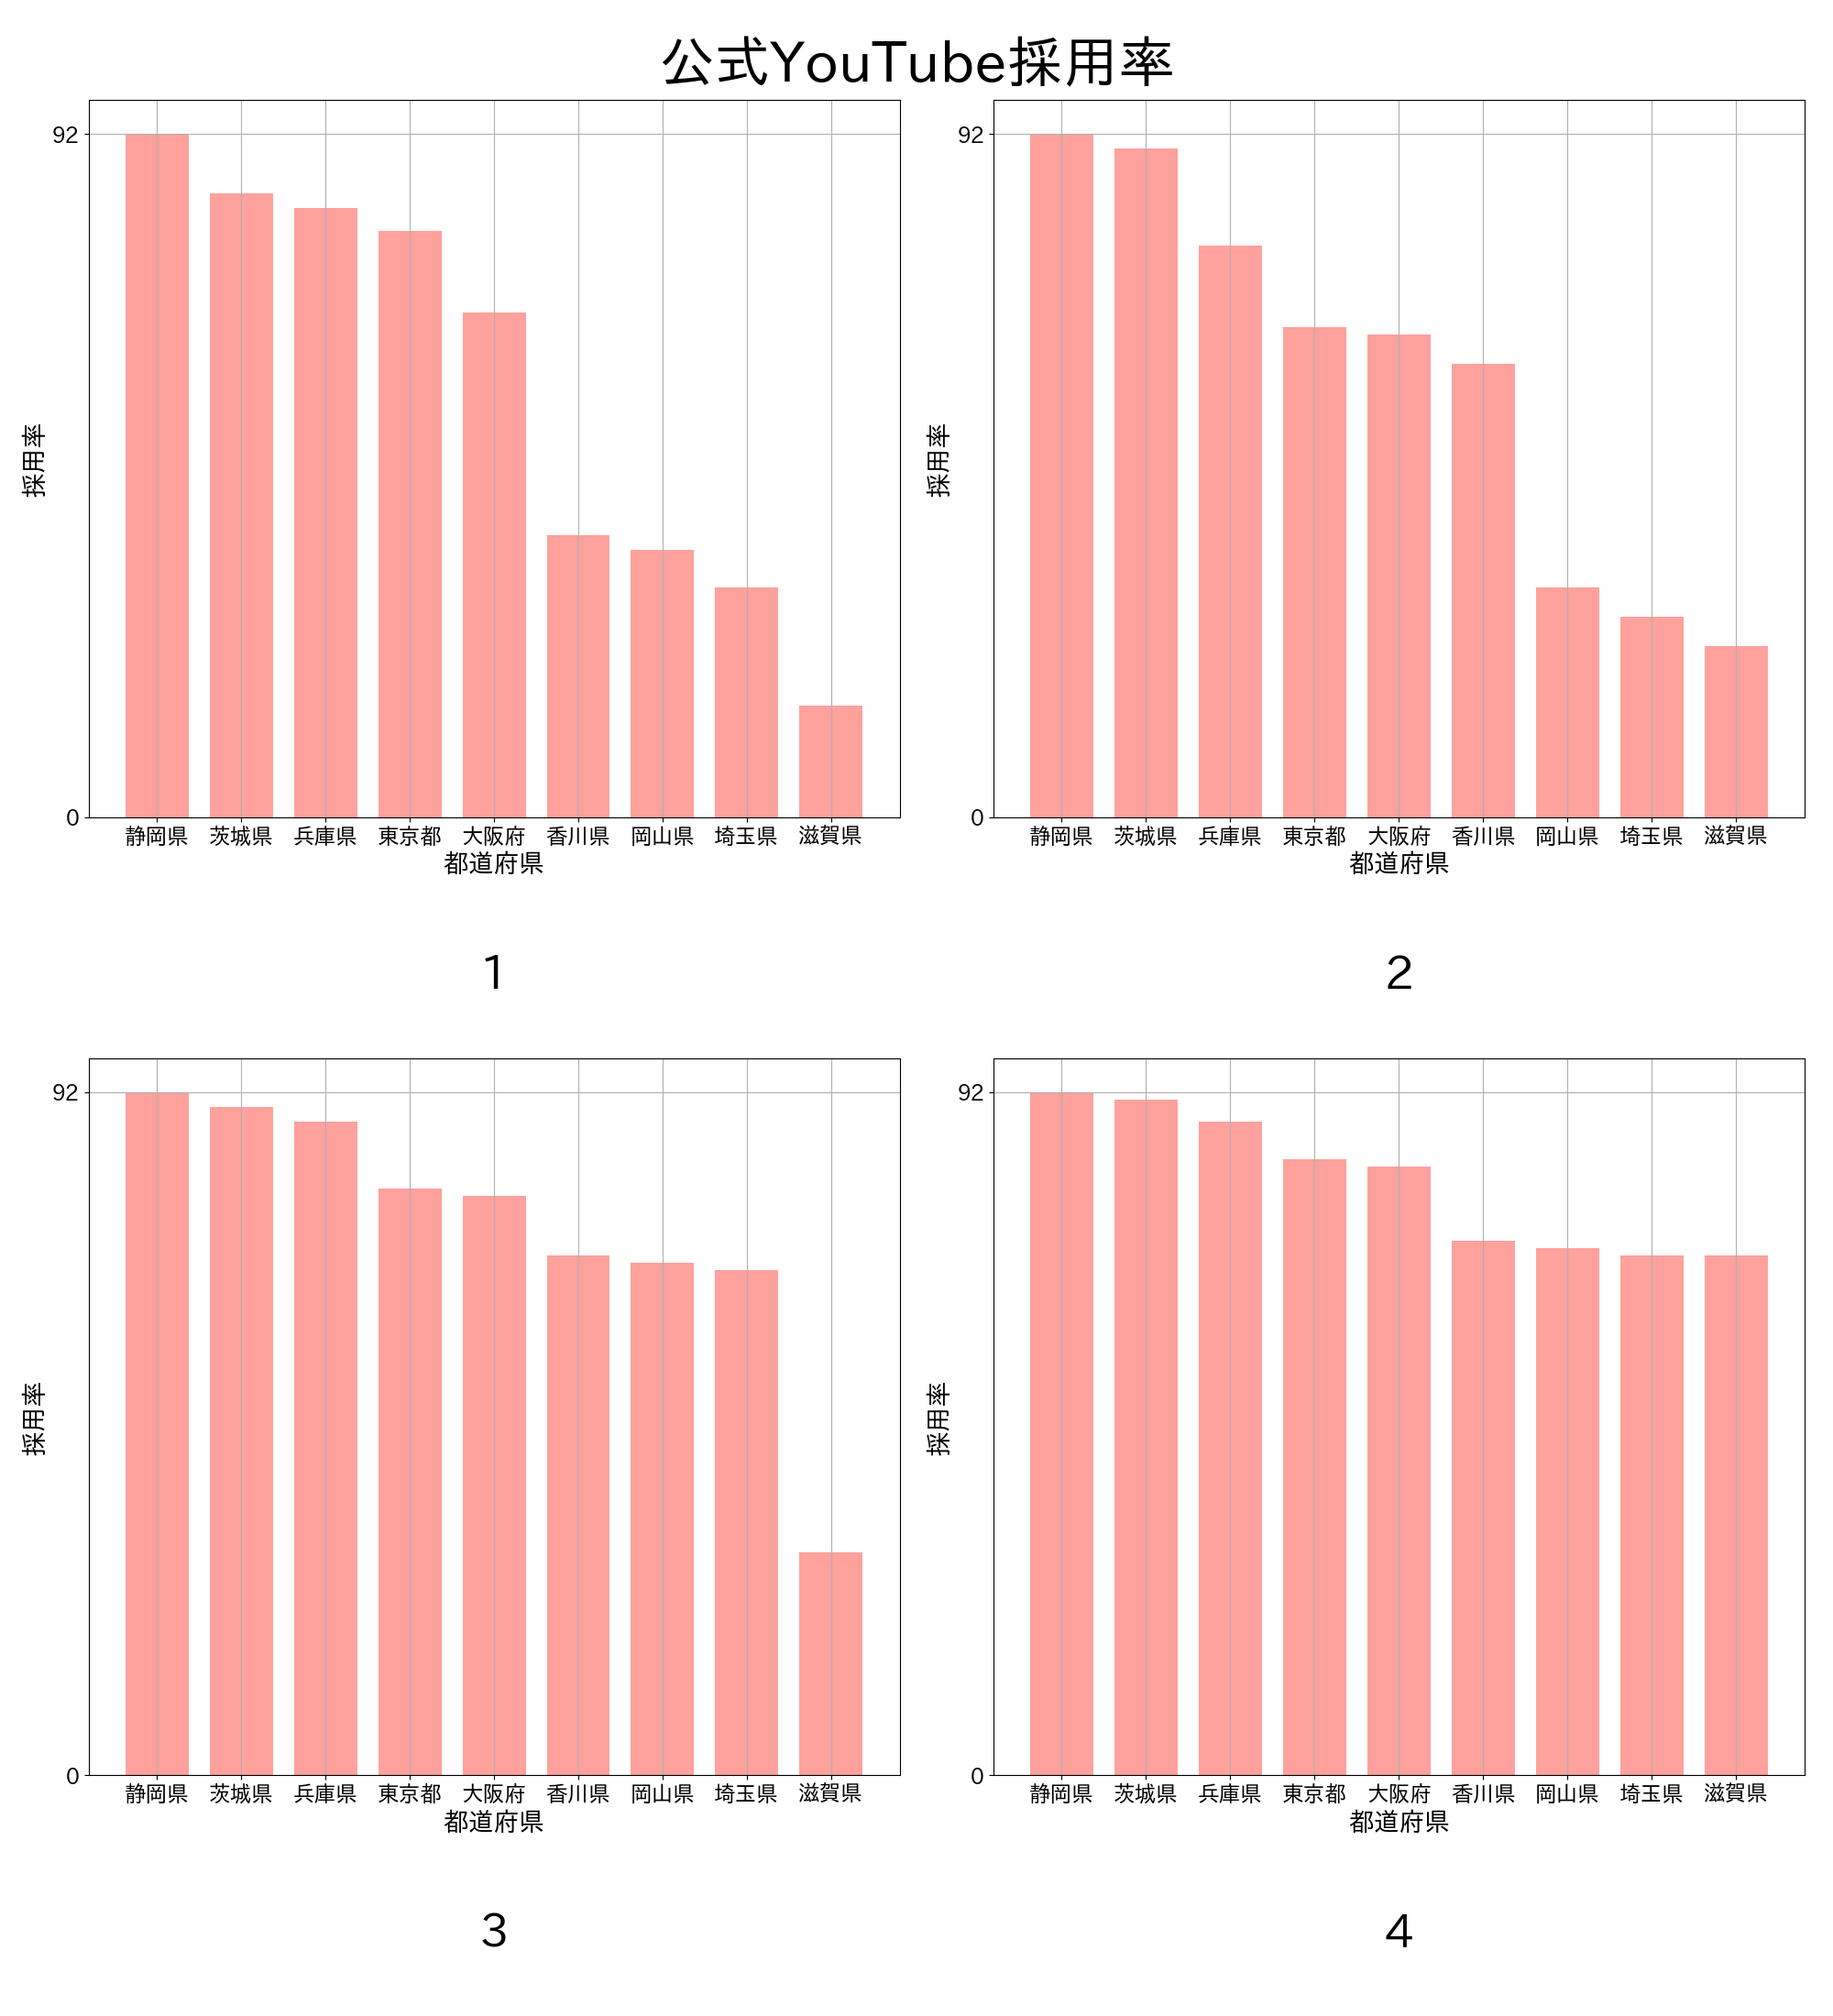 公式YouTube採用率
92
0
採用率
静岡県 茨城県 兵庫県 東京都 大阪府 香川県 岡山県 埼玉県 滋賀県
都道府県
1
92
0
採用率
静岡県 茨城県 兵庫県 東京都 大阪府 香川県 岡山県 埼玉県 滋賀県
都道府県
2
92
0
採用率
静岡県 茨城県 兵庫県 東京都 大阪府 香川県 岡山県 埼玉県 滋賀県
都道府県
3
92
0
採用率
静岡県 茨城県 兵庫県 東京都 大阪府 香川県 岡山県 埼玉県 滋賀県
都道府県
4